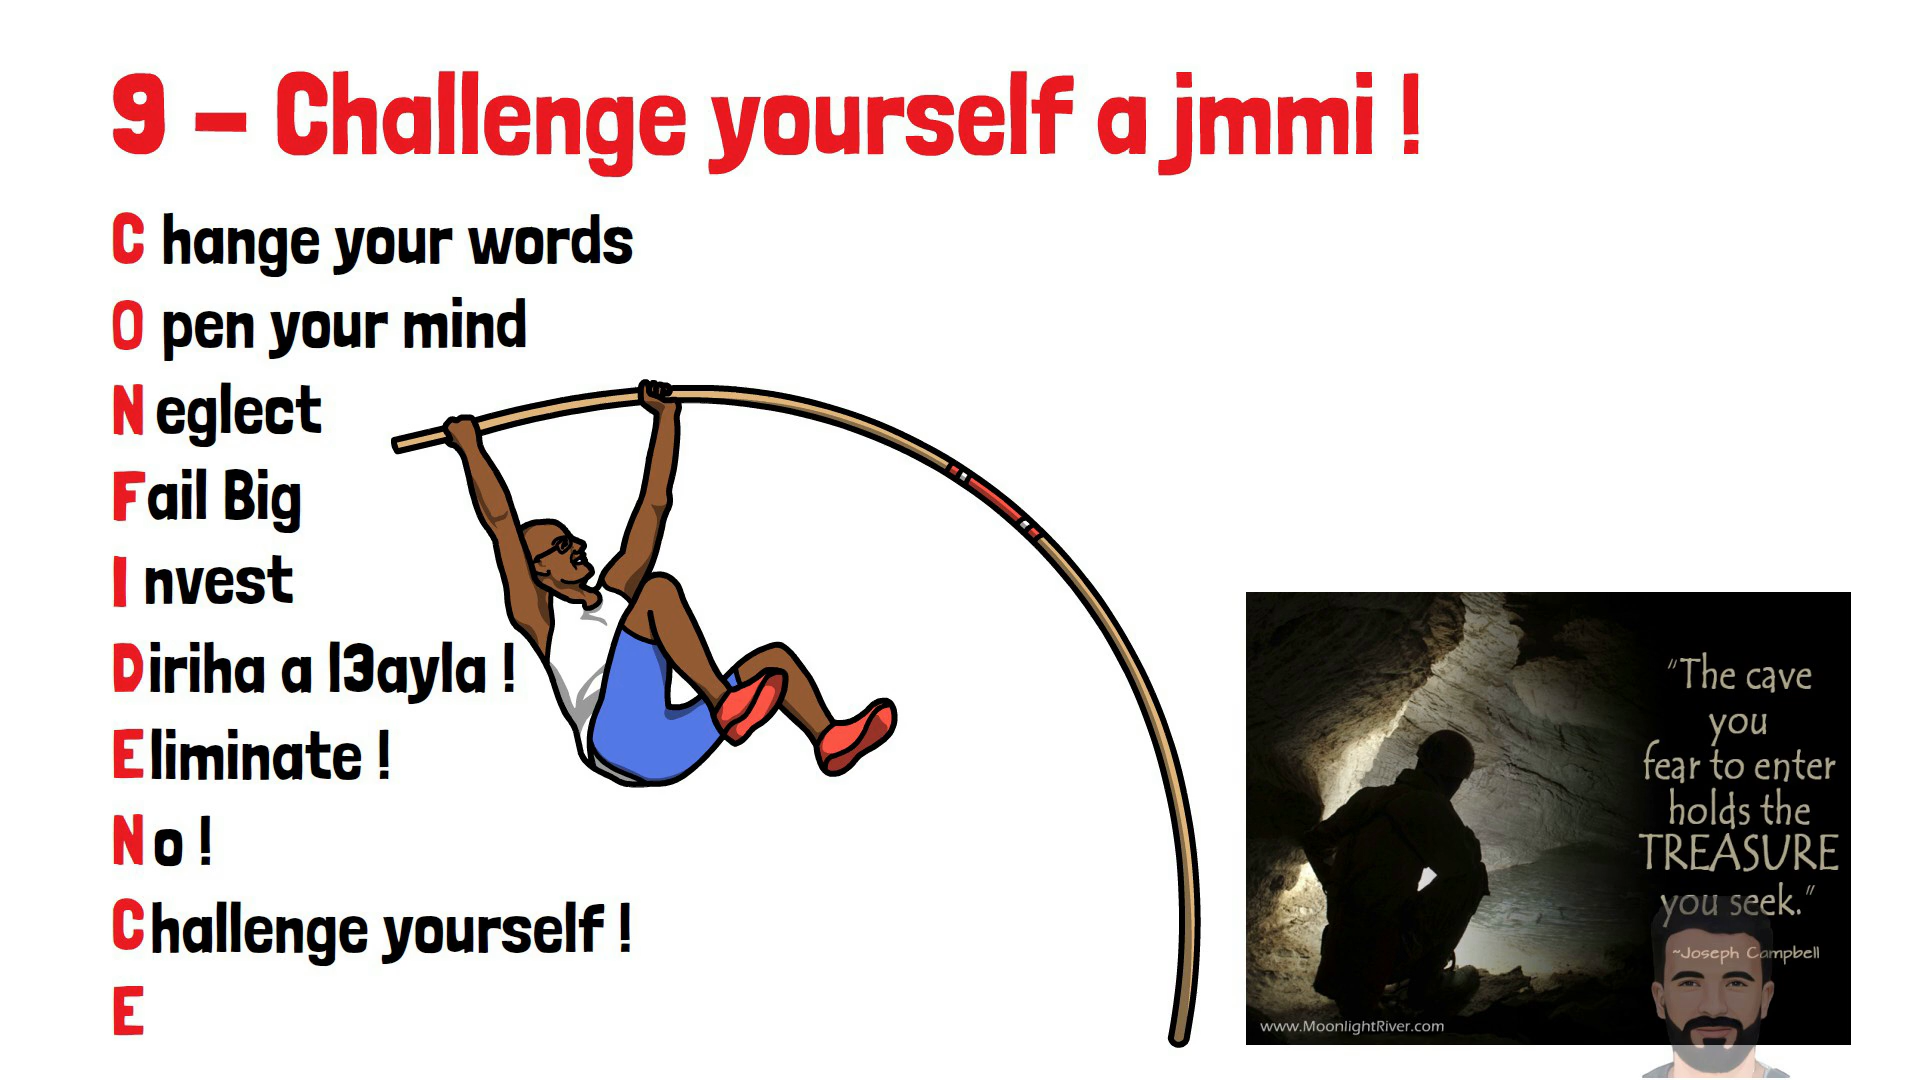 9 – Challenge yourself a jmmi !
C hange your words
O pen your mind
N eglect
Fail Big
I nvest
Diriha a l3ayla !
Eliminate !
No !
Challenge yourself !
E
"The cave
you
fear to enter
holds the
TREASURE
you seek."
~Joseph Campbell
www.MoonlightRiver.com